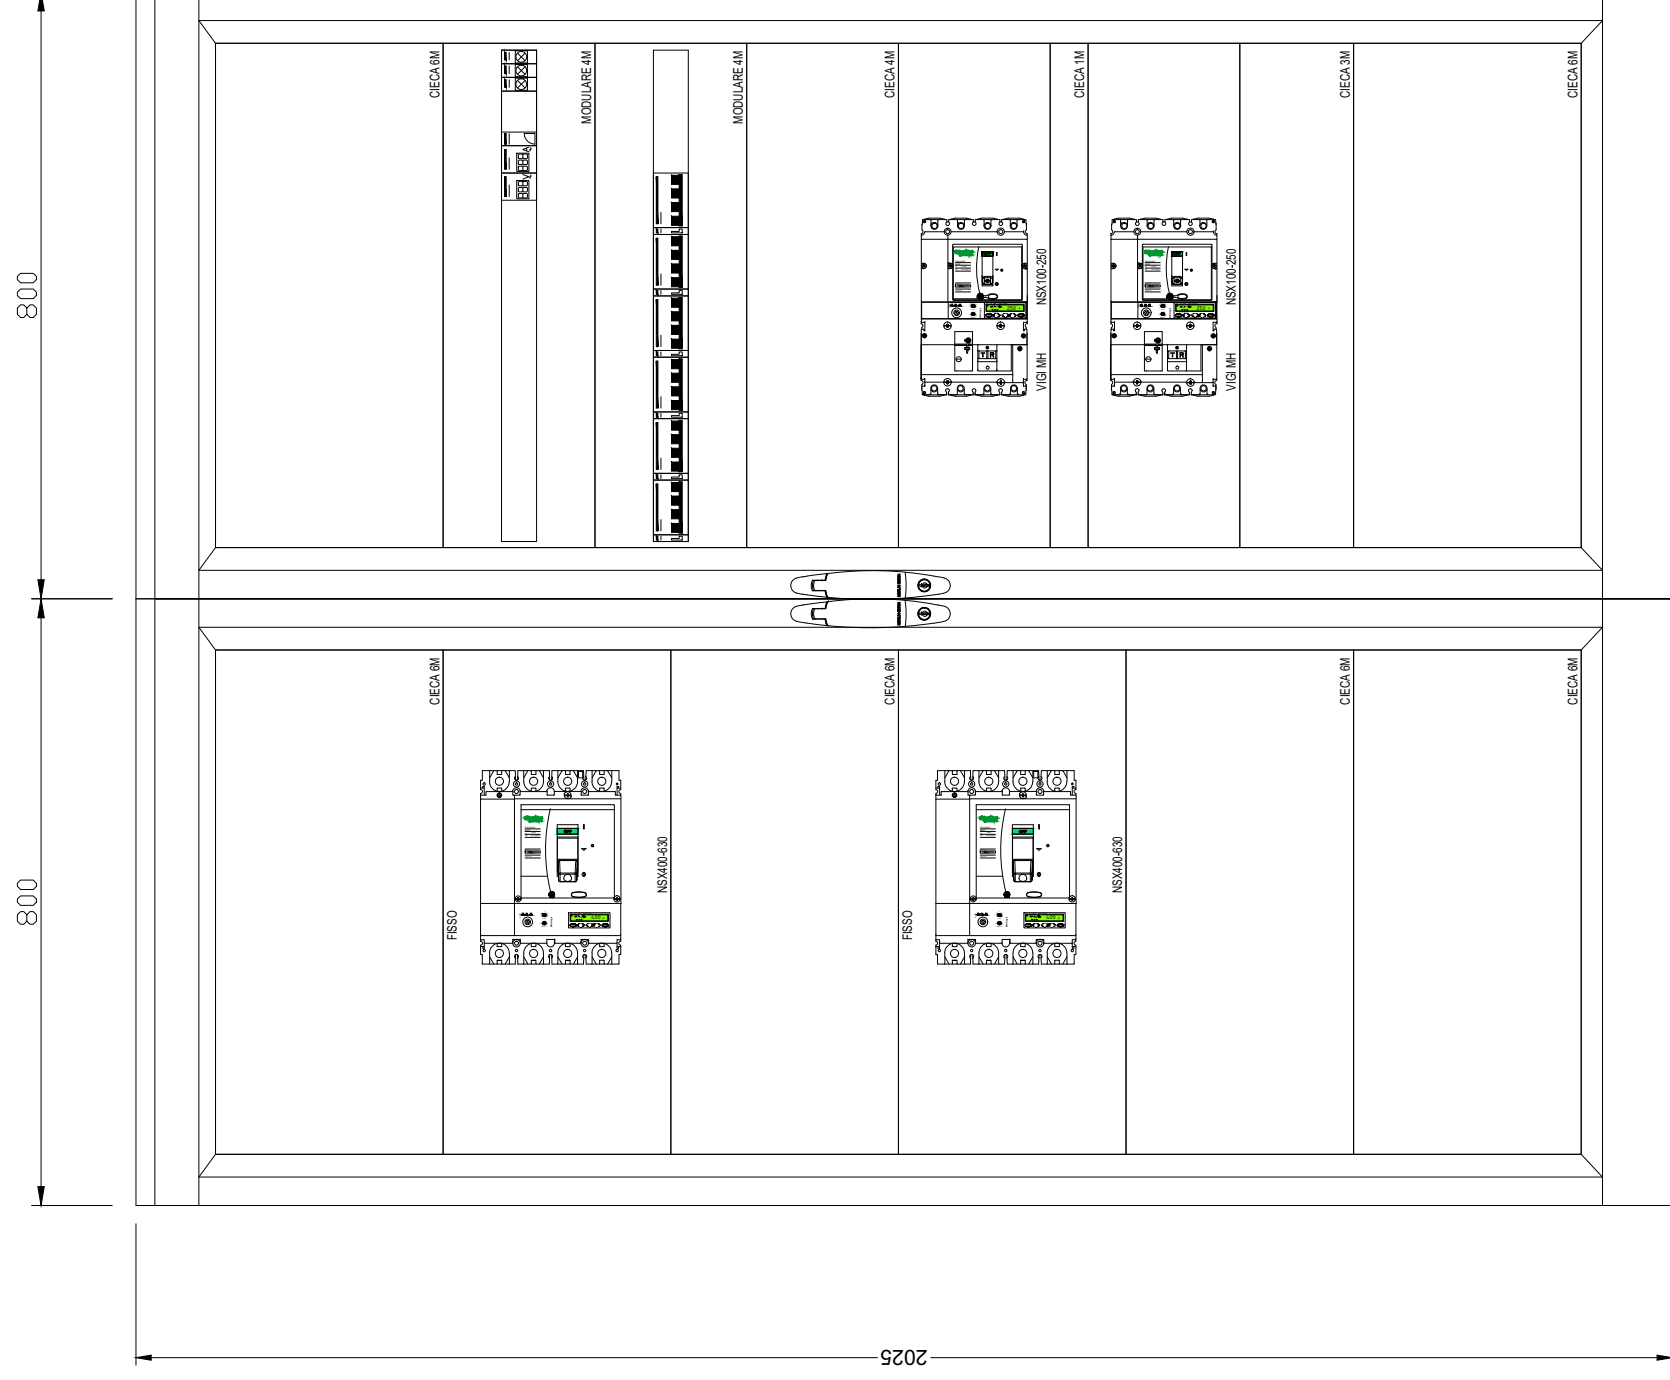 800
CIECA 6M
MODULARE 4M
MODULARE 4M
CIECA 4M
CIECA 1M
CIECA 3M
CIECA 6M
NSX100-250
VIGI MH
T R
NSX100-250
VIGI MH
T R
800
CIECA 6M
CIECA 6M
CIECA 6M
CIECA 6M
NSX400-630
FISSO
NSX400-630
FISSO
2025